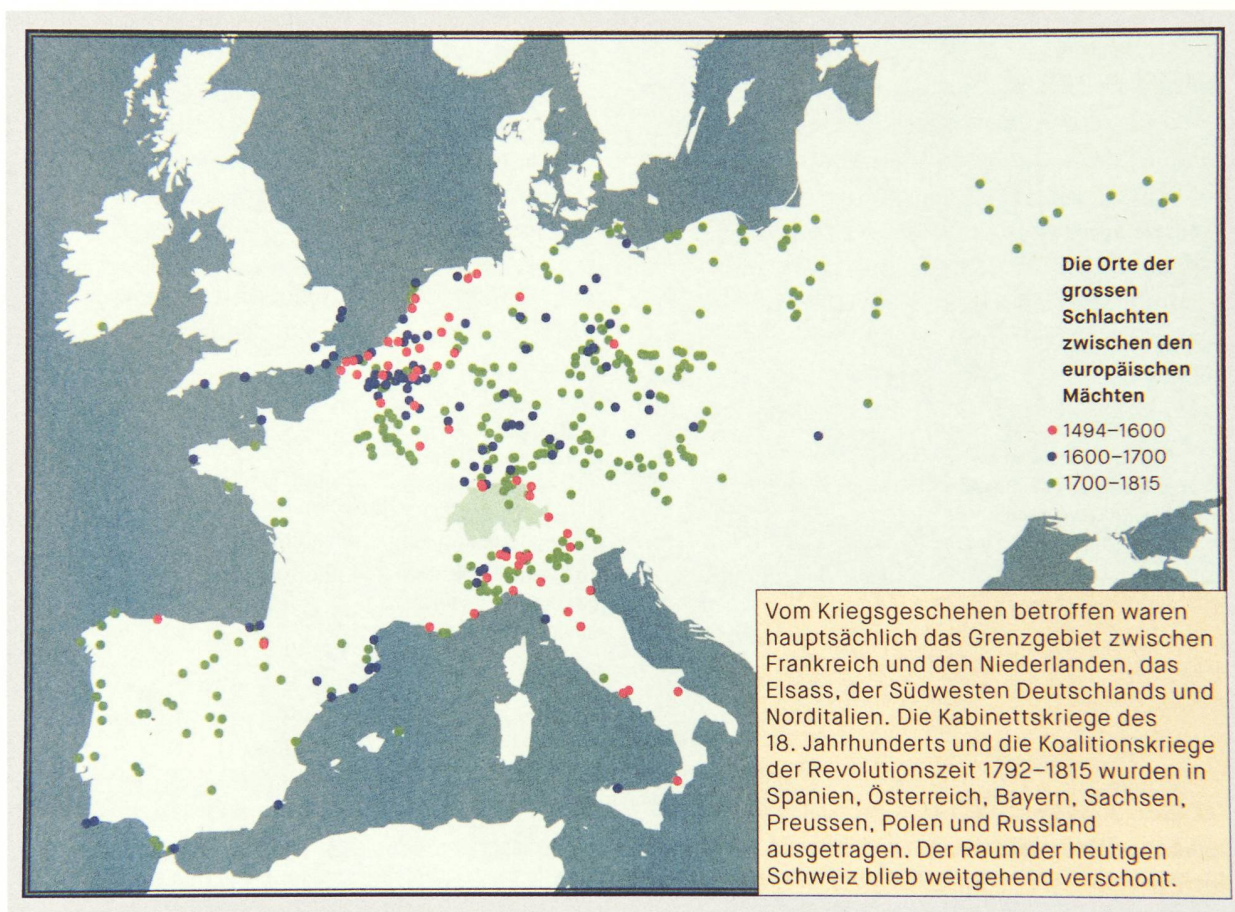 Die Orte der
grossen
Schlachten
zwischen den
europäischen
Mächten
1494–1600
1600–1700
1700–1815
Vom Kriegsgeschehen betroffen waren
hauptsächlich das Grenzgebiet zwischen
Frankreich und den Niederlanden, das
Elsass, der Südwesten Deutschlands und
Norditalien. Die Kabinettskriege des
18. Jahrhunderts und die Koalitionskriege
der Revolutionszeit 1792–1815 wurden in
Spanien, Österreich, Bayern, Sachsen,
Preussen, Polen und Russland
ausgetragen. Der Raum der heutigen
Schweiz blieb weitgehend verschont.